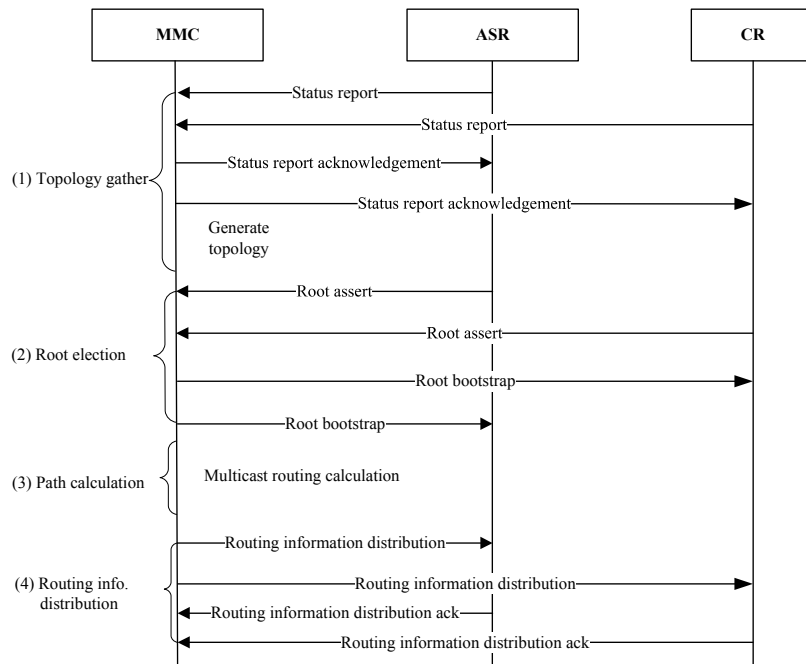 MMC
ASR
CR
Status report
Status report
(1) Topology gather
Status report acknowledgement
Status report acknowledgement
Generate
topology
Root assert
Root assert
(2) Root election
Root bootstrap
Root bootstrap
(3) Path calculation
Multicast routing calculation
Routing information distribution
(4) Routing info.
distribution
Routing information distribution
Routing information distribution ack
Routing information distribution ack